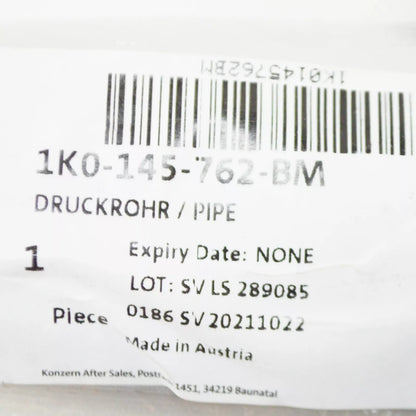 1K0145762BM
1K0-145-762-BM
DRUCKROHR / PIPE
Expiry Date: NONE
1
LOT: SV LS 289085
Piece 0186 SV 20211022
Made in Austria
Konzern After Sales, 1451, 34219 Baunatal